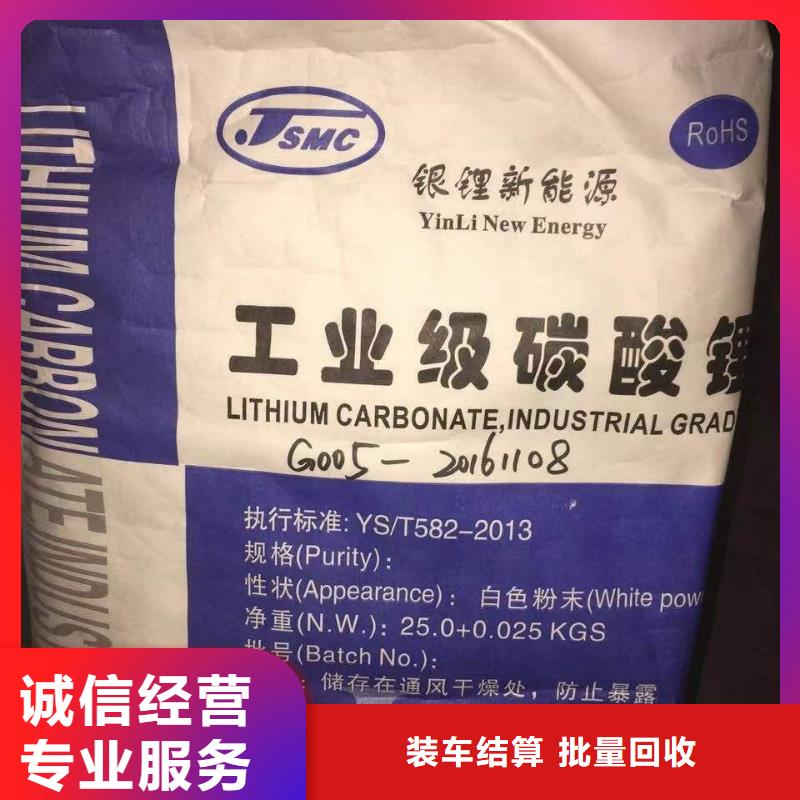 JSMC
RoHS
银锂新能源
YinLi New Energy
工业级碳酸锂
LITHIUM CARBONATE,INDUSTRIAL GRAD
G005-20161108
执行标准: YS/T582-2013
规格(Purity):
性状(Appearance): 白色粉末(White pow
净重(N.W.): 25.0+0.025 KGS
批号(Batch No.):
储存在通风干燥处, 防止暴露
LITHIUM CARBONATE INDUS
诚信经营
专业服务
装车结算 批量回收